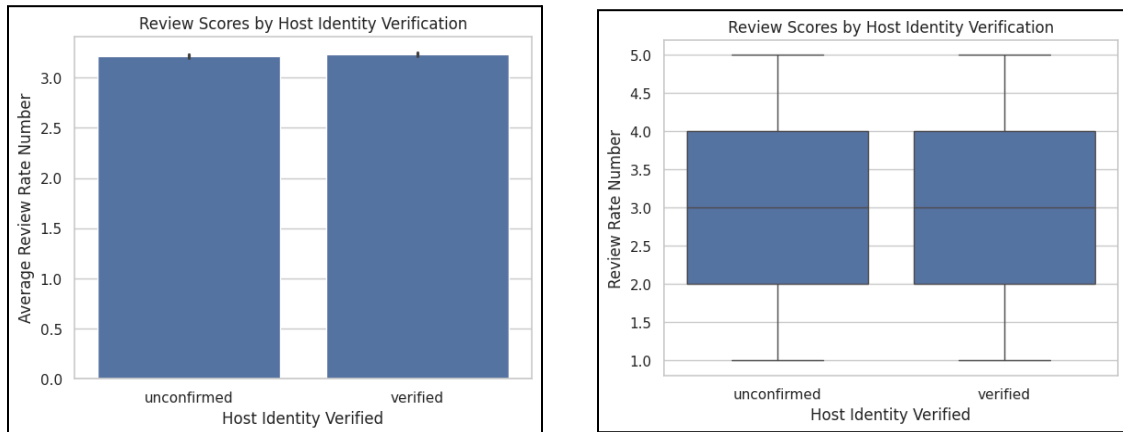 Review Scores by Host Identity Verification
Average Review Rate Number
3.0
2.5
2.0
1.5
1.0
0.5
0.0
unconfirmed verified
Host Identity Verified
Review Scores by Host Identity Verification
Review Rate Number
5.0
4.5
4.0
3.5
3.0
2.5
2.0
1.5
1.0
unconfirmed verified
Host Identity Verified